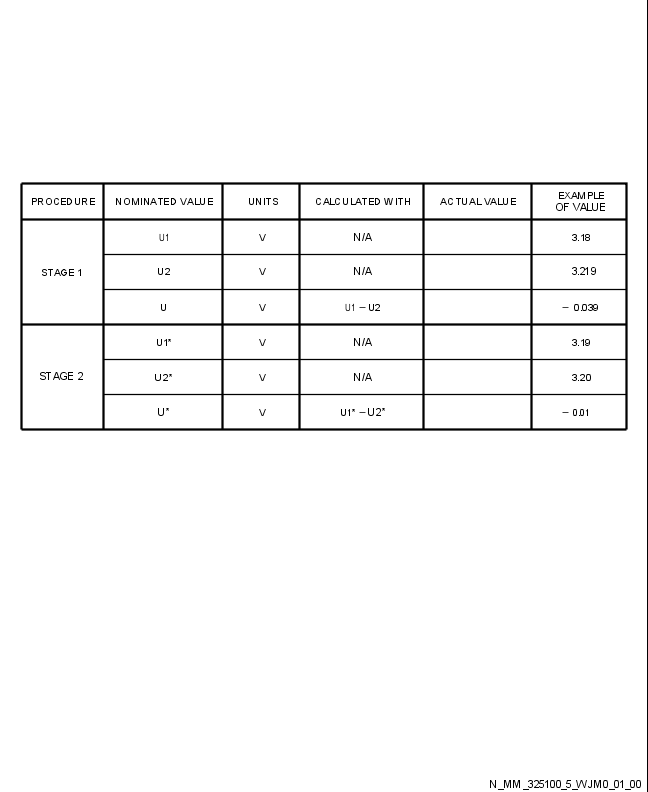 PROCEDURE NOMINATED VALUE UNITS CALCULATED WITH ACTUAL VALUE EXAMPLE OF VALUE
STAGE 1
U1 V N/A 3.18
U2 V N/A 3.219
U V U1 – U2 – 0.039
STAGE 2
U1* V N/A 3.19
U2* V N/A 3.20
U* V U1* – U2* – 0.01
N_MM_325100_5_WJM0_01_00